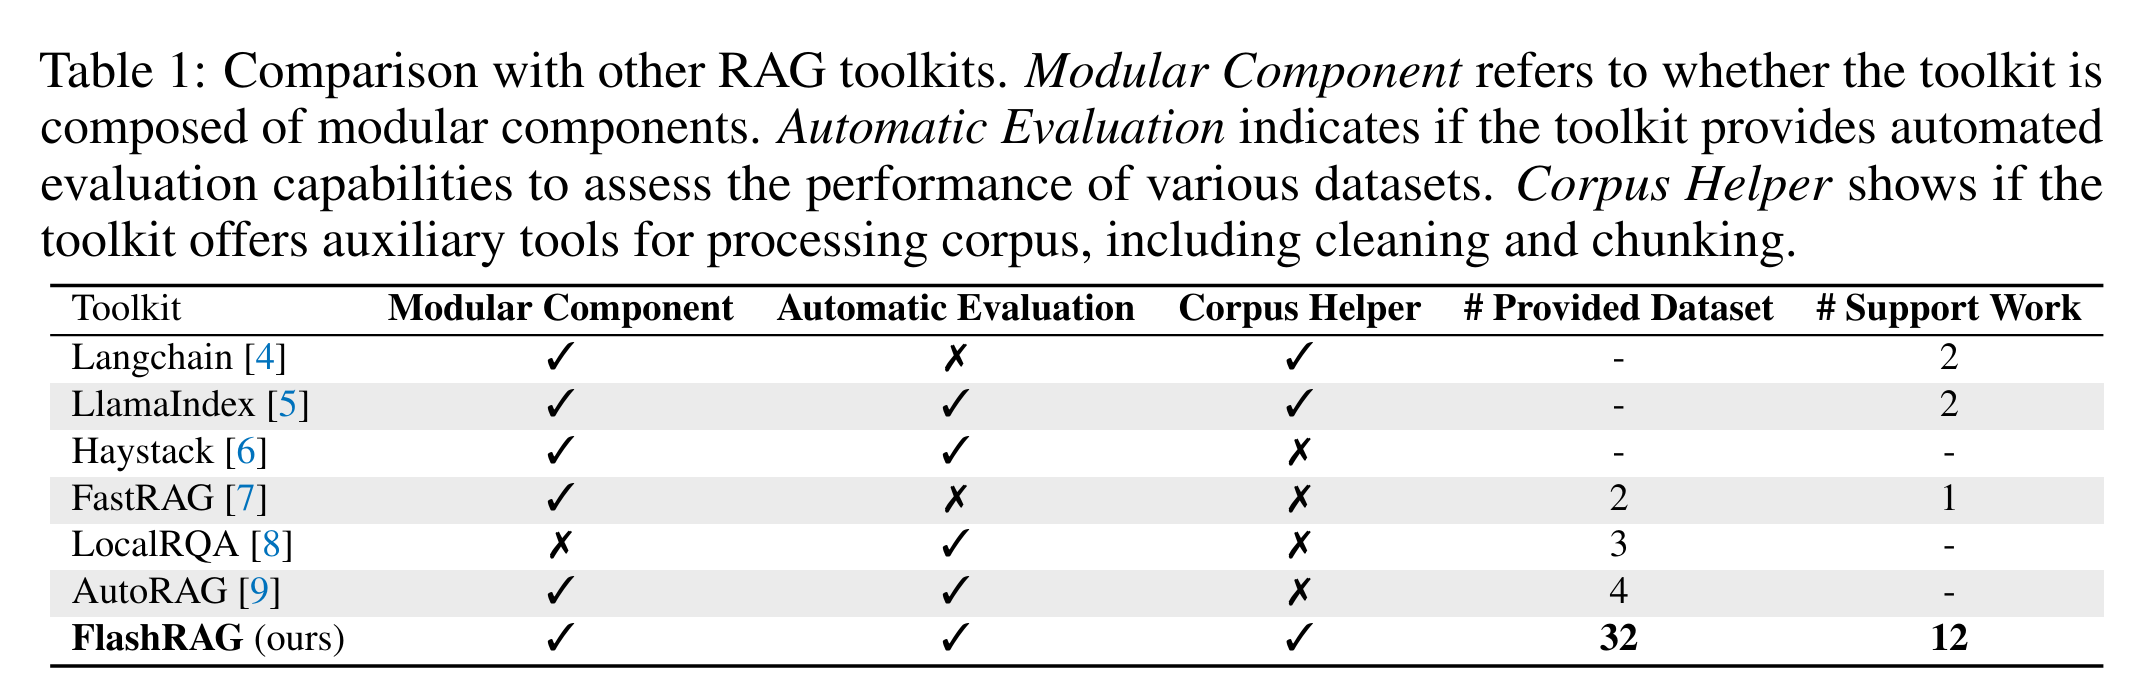 Table 1: Comparison with other RAG toolkits. Modular Component refers to whether the toolkit is
composed of modular components. Automatic Evaluation indicates if the toolkit provides automated
evaluation capabilities to assess the performance of various datasets. Corpus Helper shows if the
toolkit offers auxiliary tools for processing corpus, including cleaning and chunking.
Toolkit Modular Component Automatic Evaluation Corpus Helper # Provided Dataset # Support Work
Langchain [4] ✓ ✗ ✓ - 2
LlamaIndex [5] ✓ ✓ ✓ - 2
Haystack [6] ✓ ✓ ✗ - -
FastRAG [7] ✓ ✗ ✗ 2 1
LocalRQA [8] ✗ ✓ ✗ 3 -
AutoRAG [9] ✓ ✓ ✗ 4 -
FlashRAG (ours) ✓ ✓ ✓ 32 12